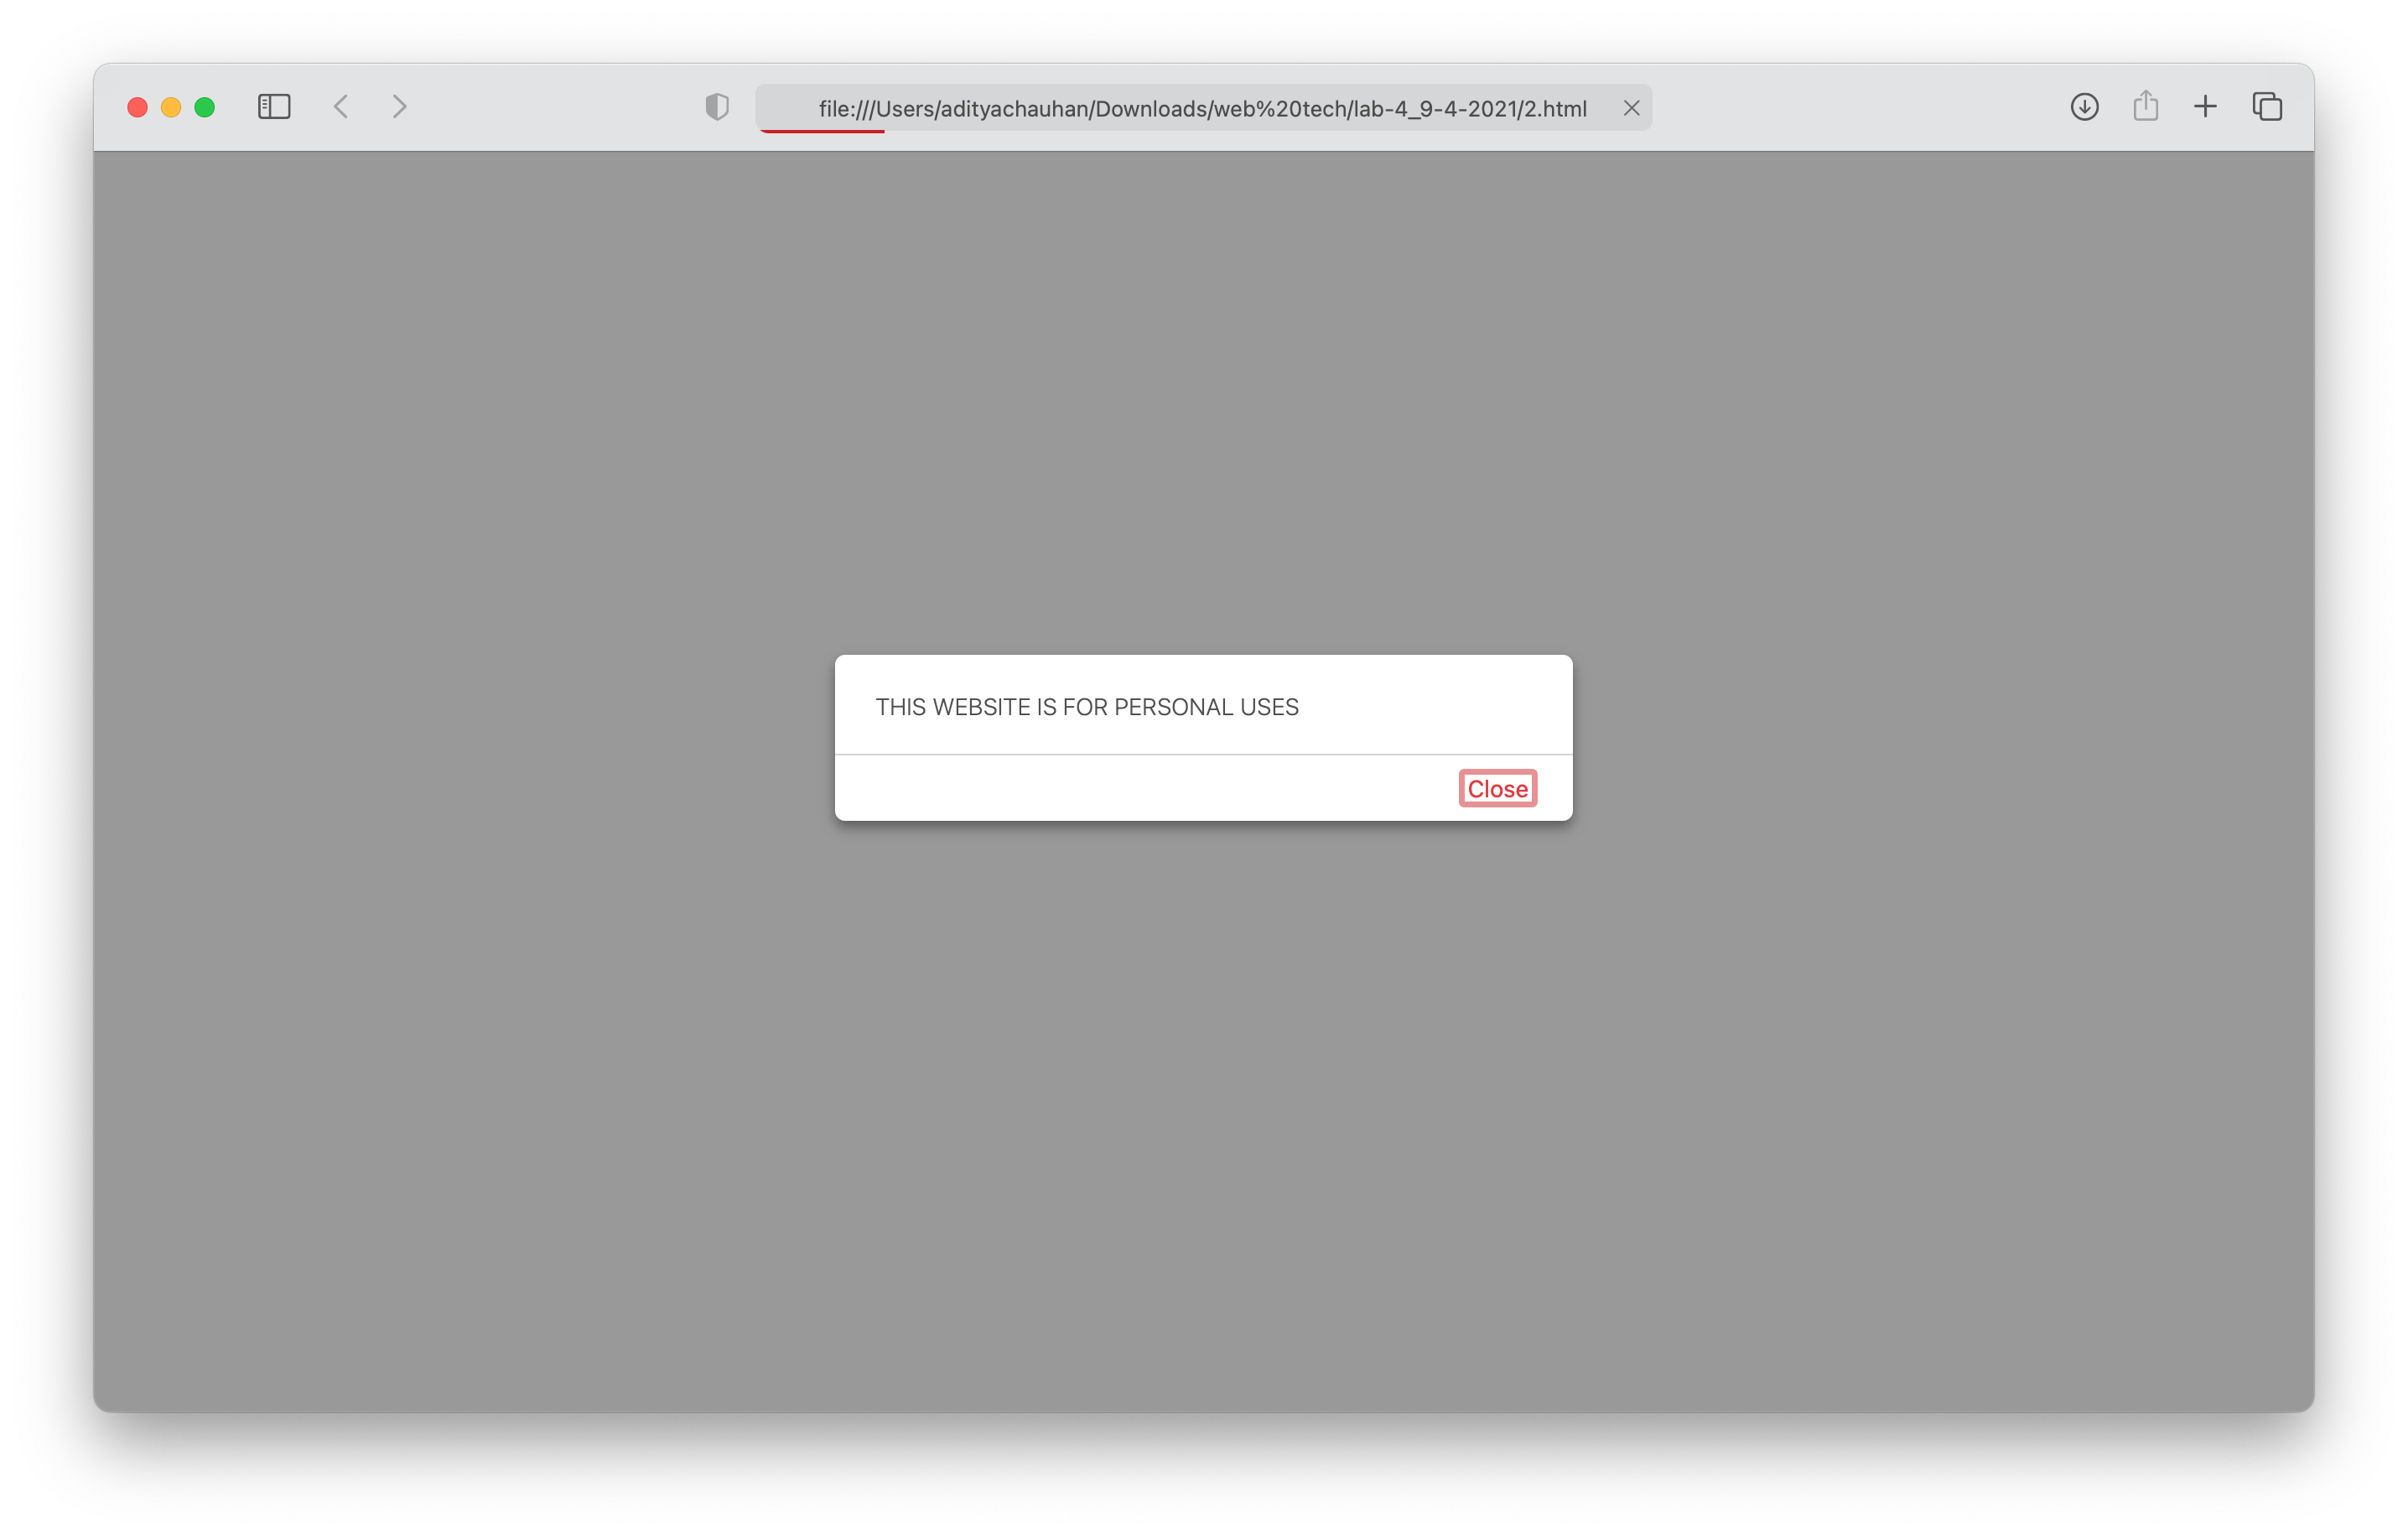 file:///Users/adityachauhan/Downloads/web%20tech/lab-4_9-4-2021/2.html
THIS WEBSITE IS FOR PERSONAL USES
Close